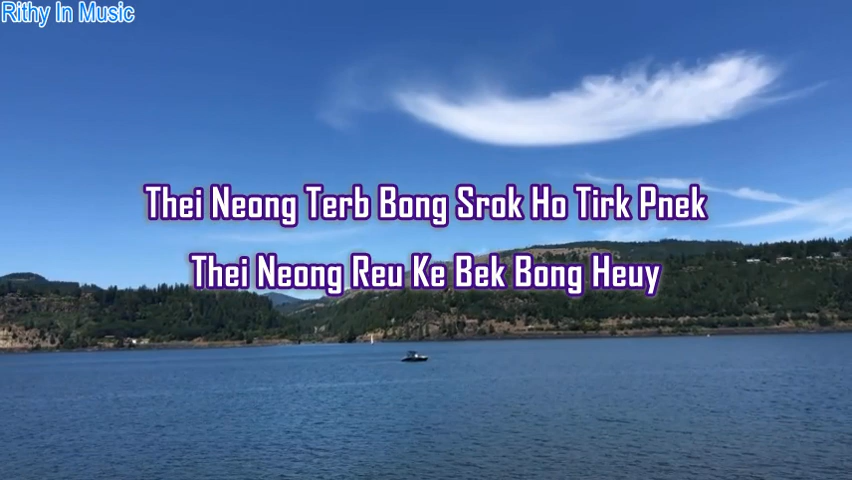 Rithy In Music
Thei Neong Terb Bong Srok Ho Tirk Pnek
Thei Neong Reu Ke Bek Bong Heuy